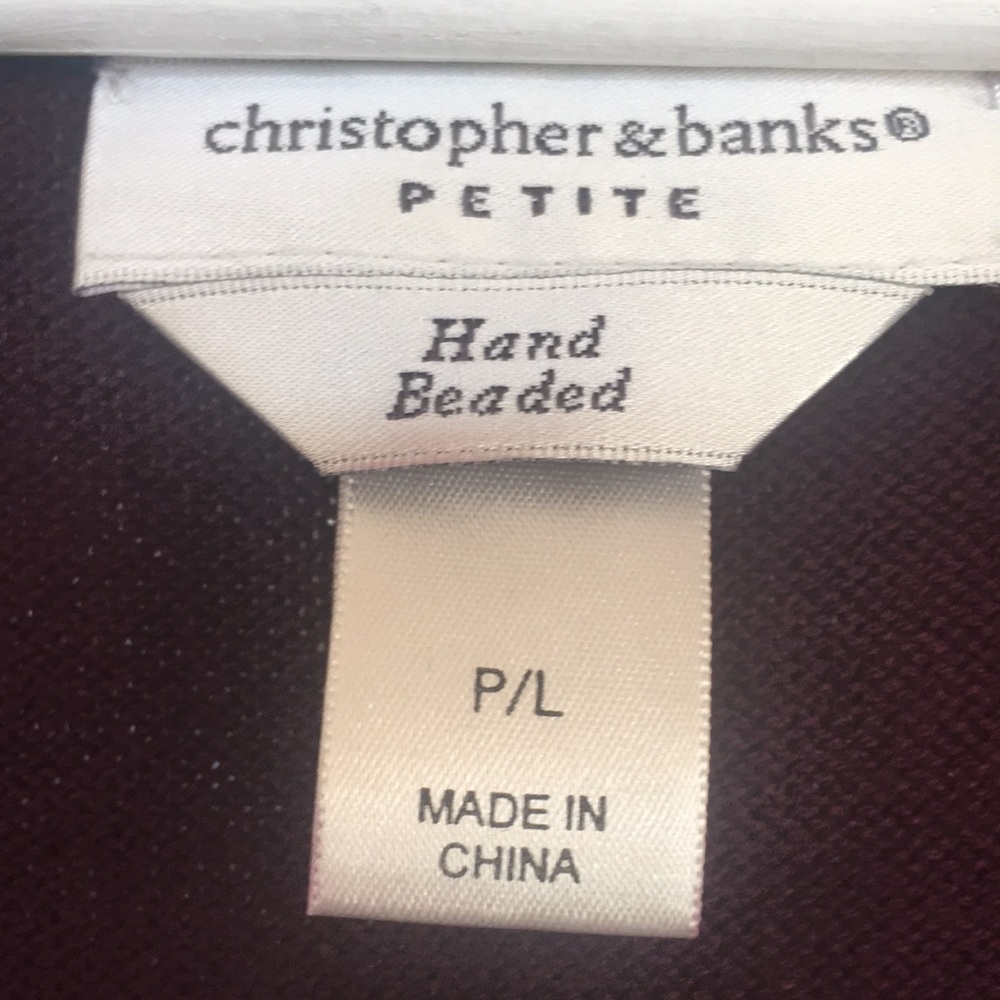 christopher & banks®
PETITE
Hand
Beaded
P/L
MADE IN
CHINA